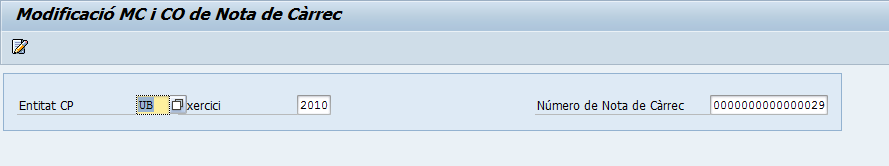 Modificació MC i CO de Nota de Càrrec
Entitat CP UB xercici 2010 Número de Nota de Càrrec 0000000000000029